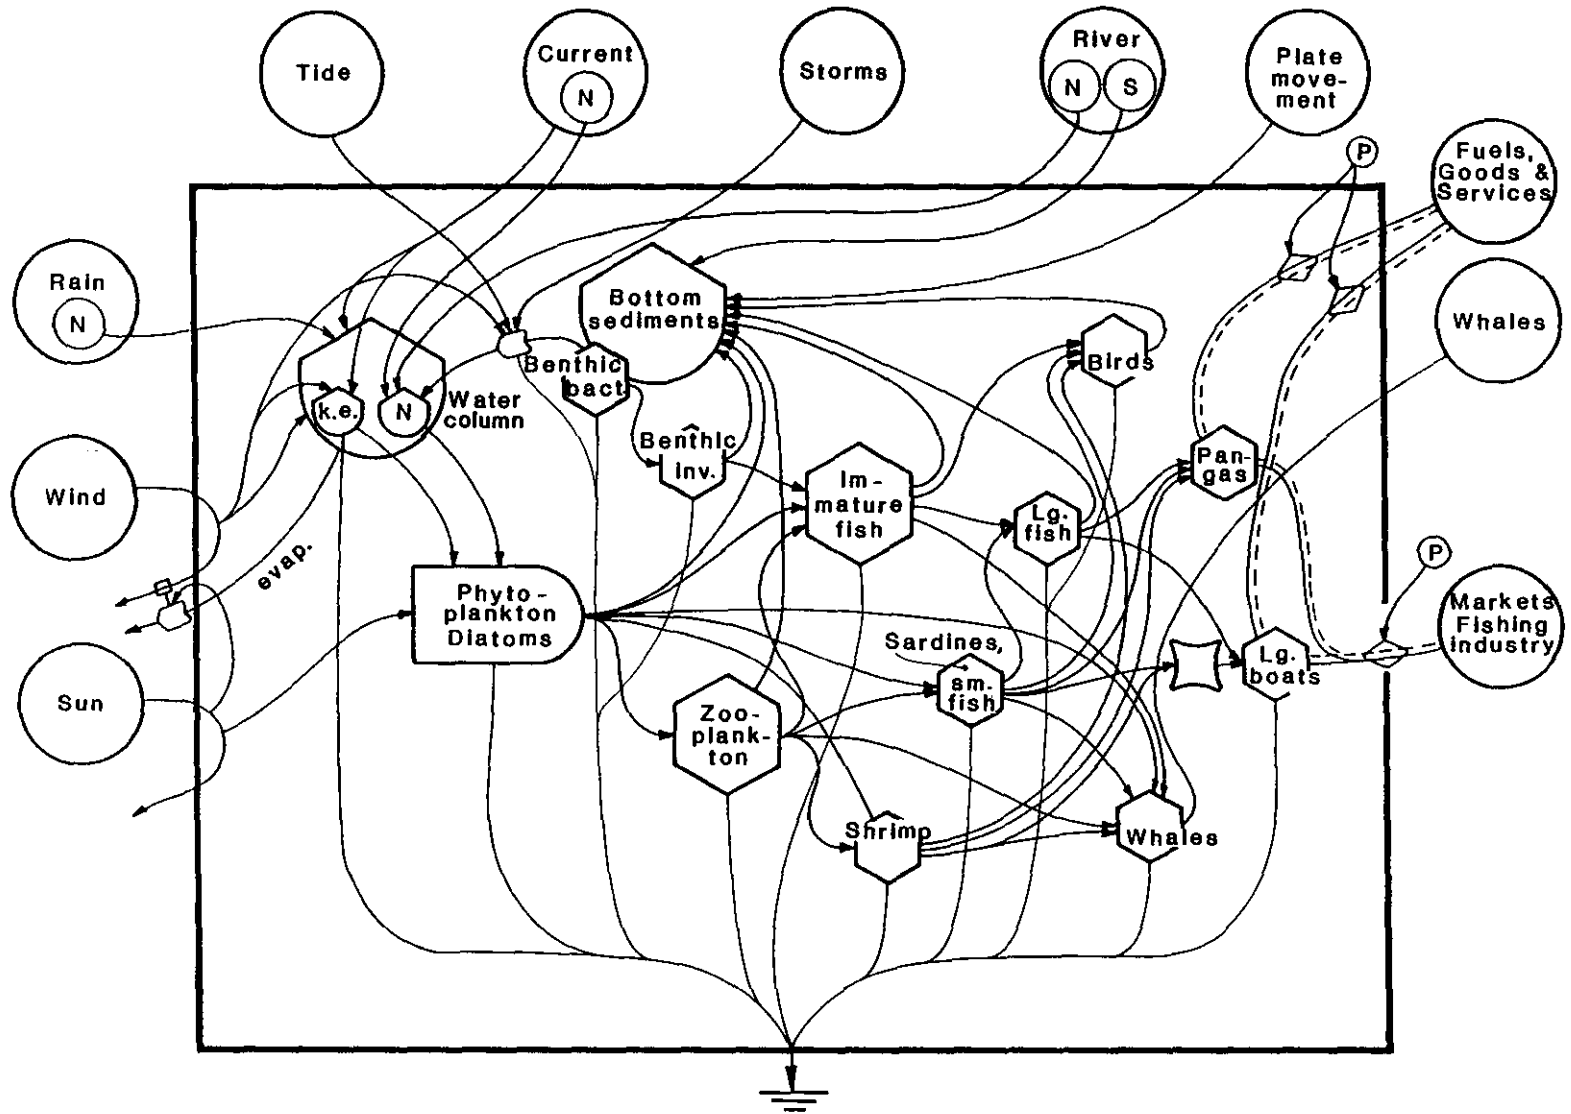 Tide
Current
N
Storms
River
N
S
Plate
move-
ment
P
Fuels,
Goods &
Services
Rain
N
Bottom
sediments
Whales
Benthic
bact
Birds
k.e.
N
Water
column
Benthic
inv.
Im-
mature
fish
Pan-
gas
Wind
Lg.
fish
evap.
P
Phyto-
plankton
Diatoms
Markets
Fishing
industry
Sardines,
sm.
fish
Lg.
boats
Sun
Zoo-
plank-
ton
Shrimp
Whales